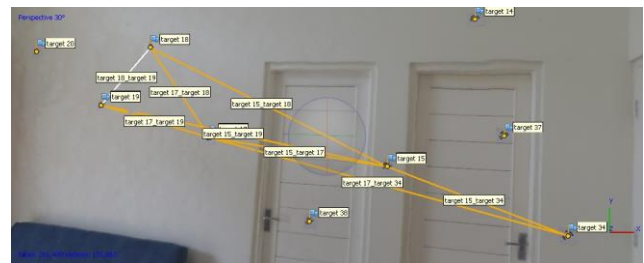 Perspective 30°
target 14
target 18
target 20
target 18_target 19
target 17_target 18
target 19
target 15_target 18
target 17_target 19
target 37
target 15_target 19
target 15_target 17
target 15
target 17_target 34
target 15_target 34
target 38
target 34
Y
Z
X